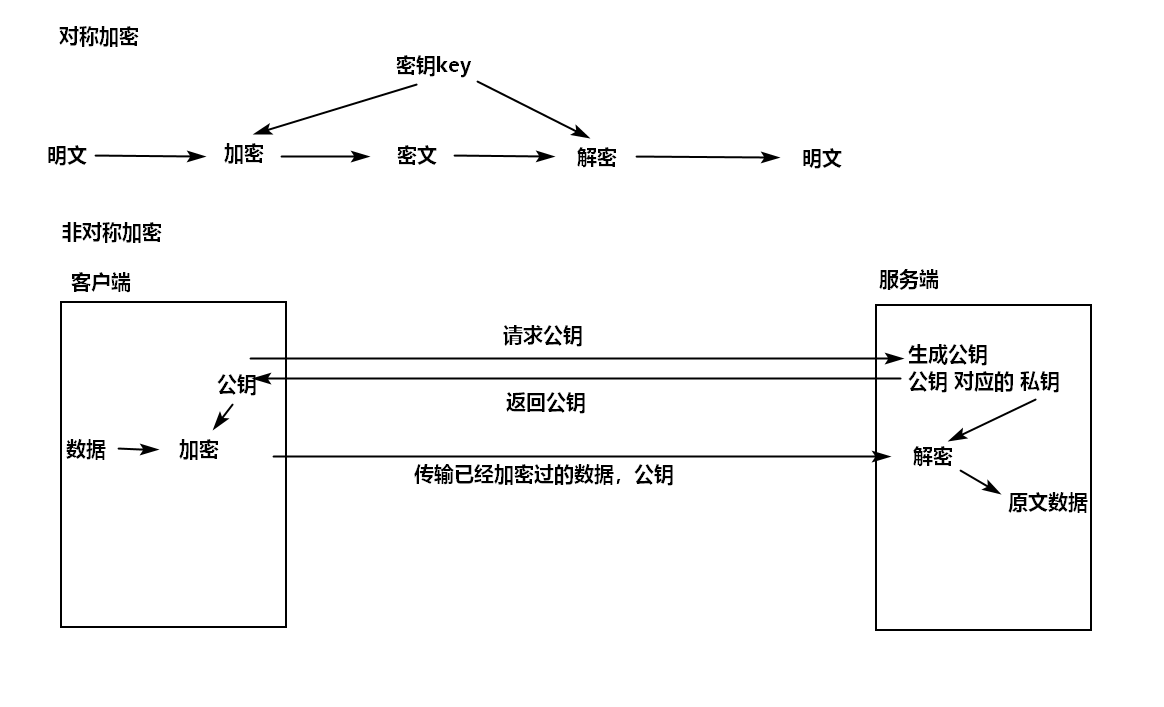 对称加密
密钥key
明文 加密 密文 解密 明文
非对称加密
客户端
服务端
请求公钥
生成公钥
公钥
公钥 对应的 私钥
返回公钥
数据 加密
解密
传输已经加密过的数据，公钥
原文数据